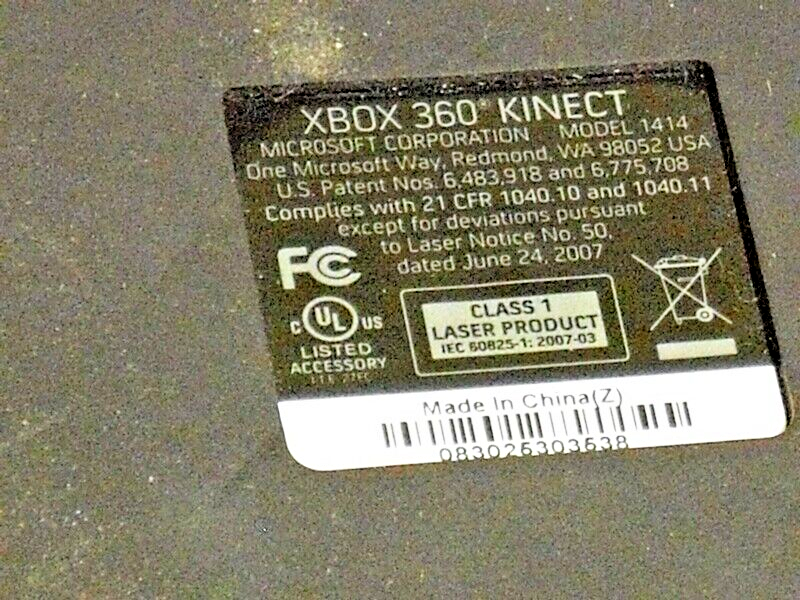 XBOX 360® KINECT
MICROSOFT CORPORATION MODEL 1414
One Microsoft Way, Redmond, WA 98052 USA
U.S. Patent Nos. 6,483,918 and 6,775,708
Complies with 21 CFR 1040.10 and 1040.11
except for deviations pursuant
to Laser Notice No. 50,
dated June 24, 2007
FC
C UL US
LISTED
ACCESSORY
CLASS 1
LASER PRODUCT
IEC 60825-1: 2007-03
Made In China(Z)
083025303538